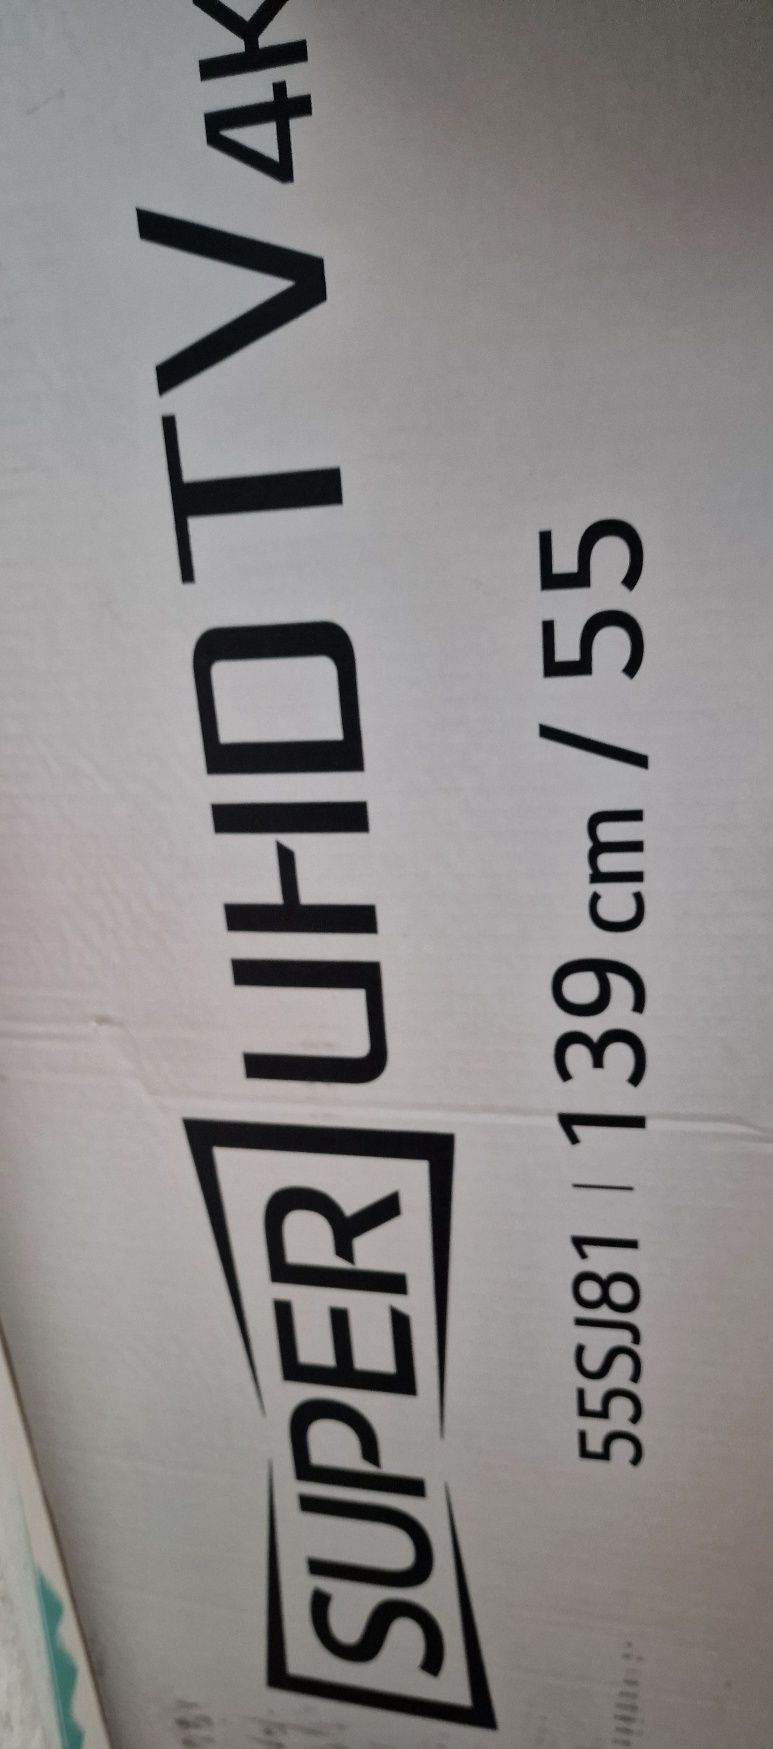 SUPER UHD TV 4K
55SJ81 | 139 cm / 55